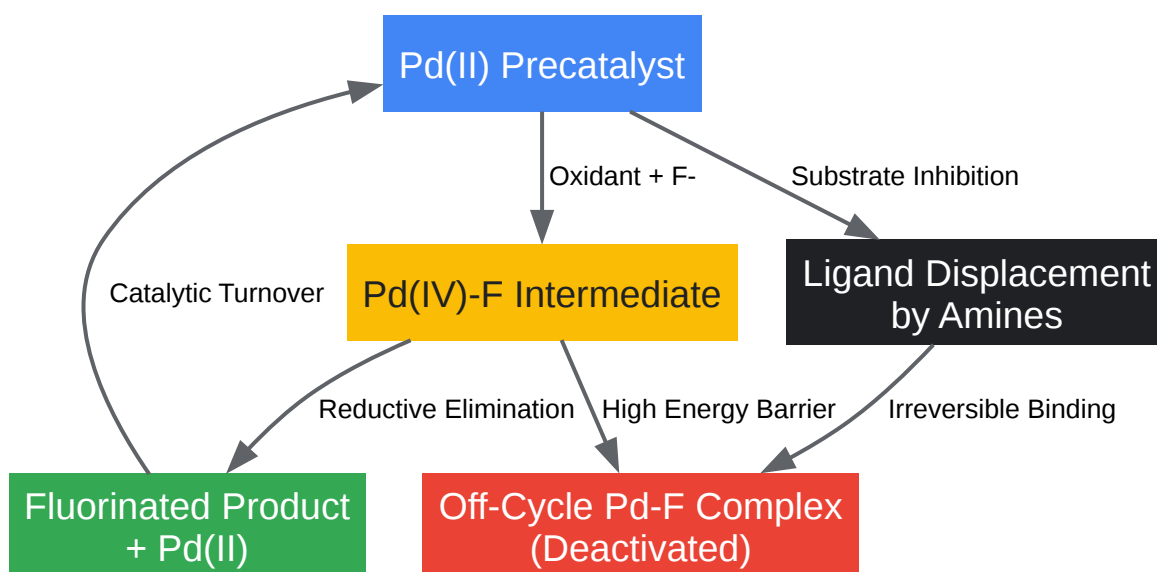 Pd(II) Precatalyst
Oxidant + F-
Substrate Inhibition
Ligand Displacement
by Amines
Pd(IV)-F Intermediate
Catalytic Turnover
Reductive Elimination
High Energy Barrier
Irreversible Binding
Fluorinated Product
+ Pd(II)
Off-Cycle Pd-F Complex
(Deactivated)